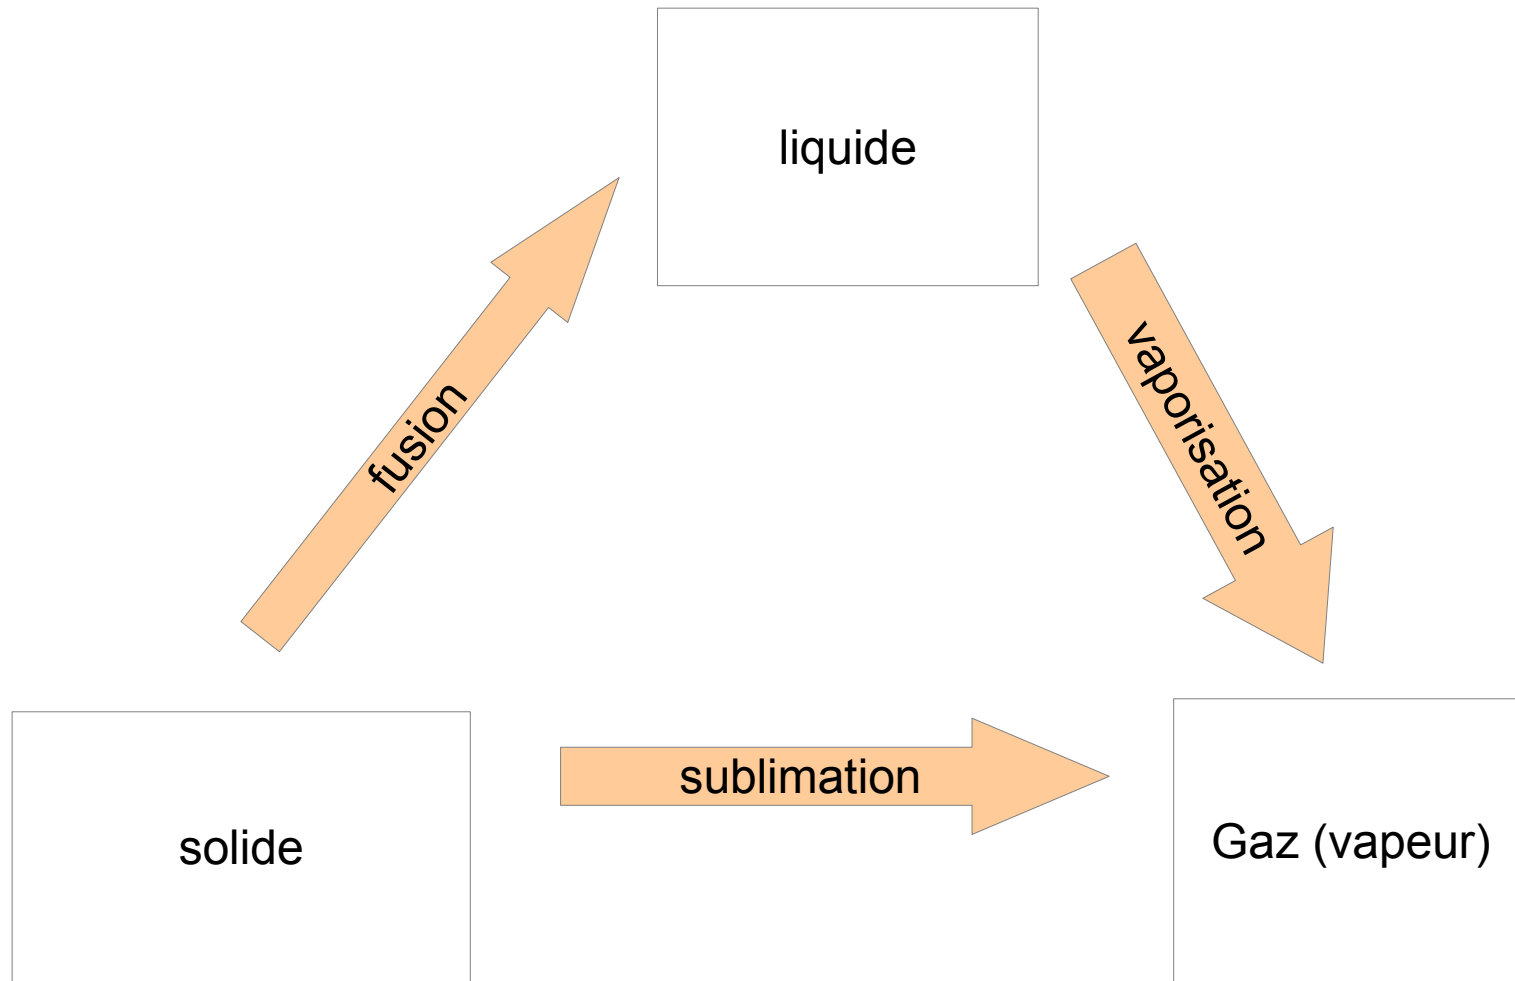 liquide
fusion
vaporisation
sublimation
solide
Gaz (vapeur)